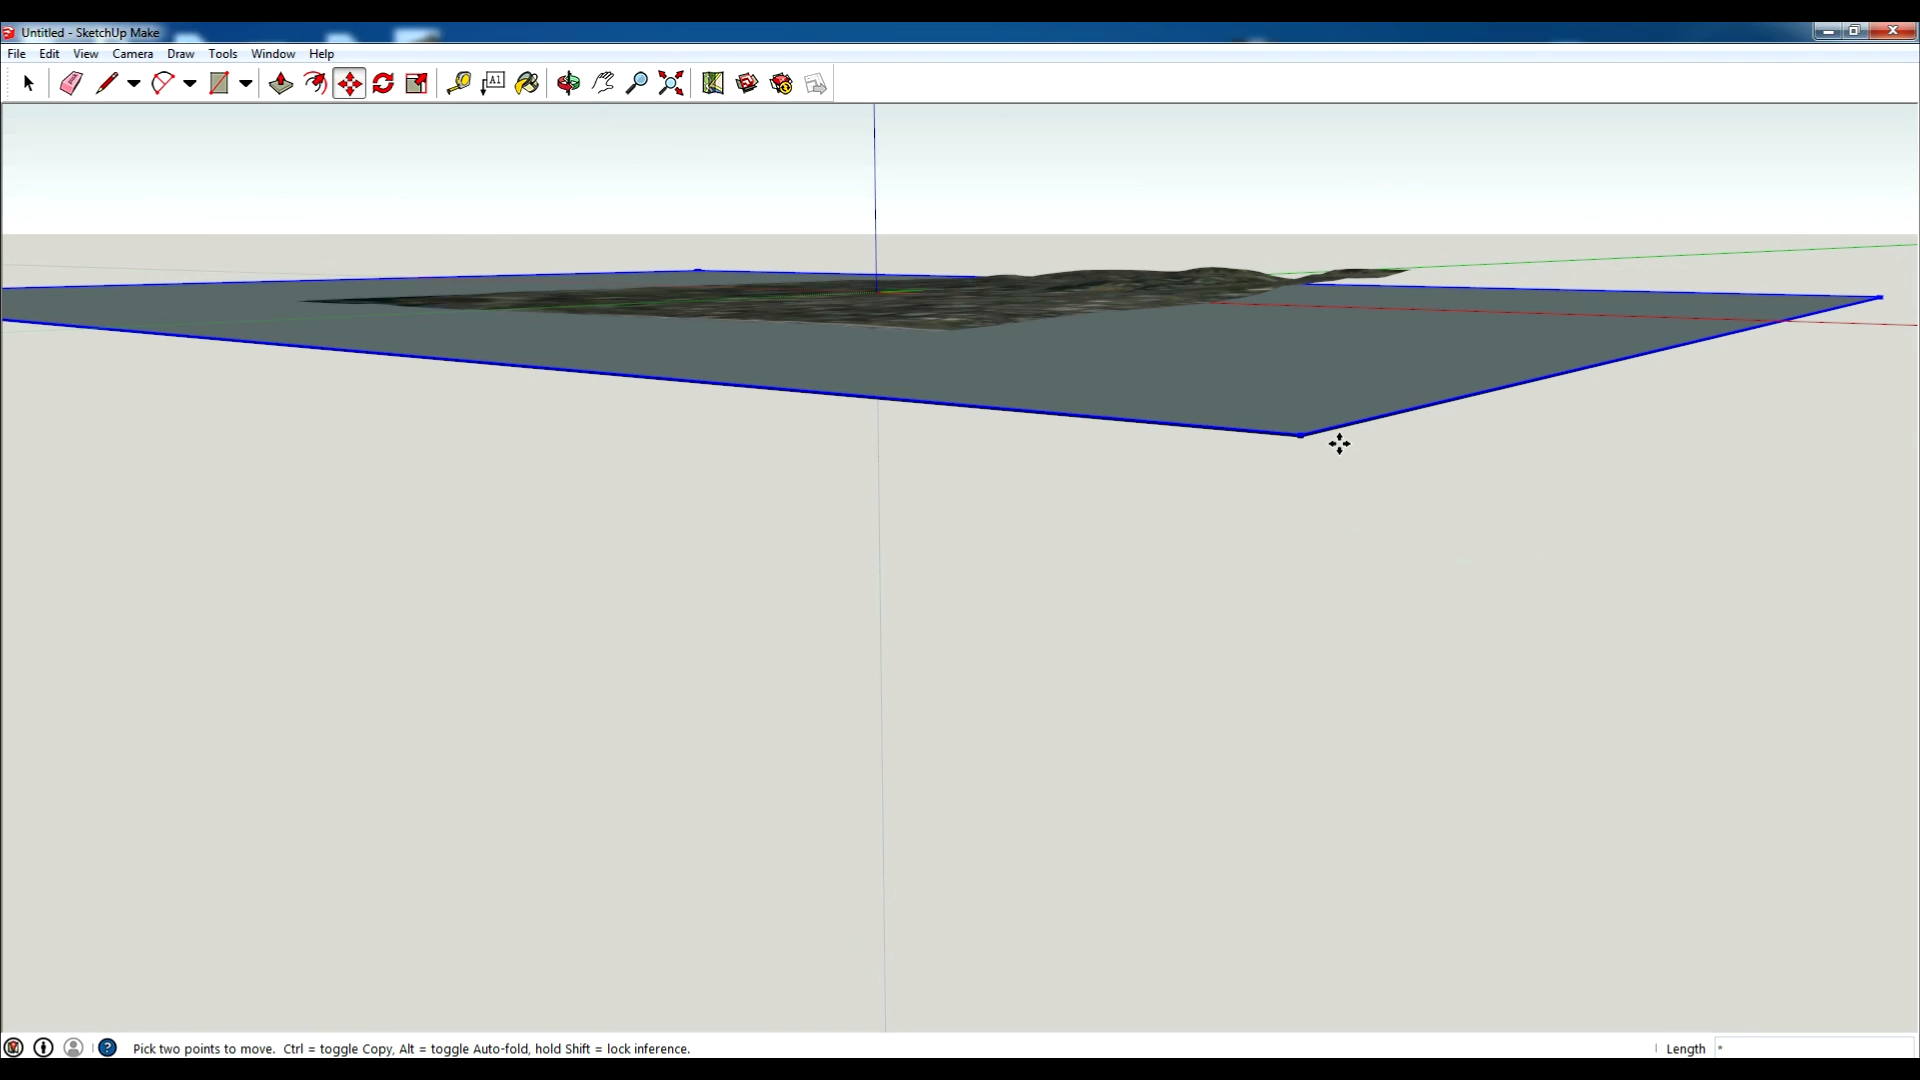 Untitled - SketchUp Make
File Edit View Camera Draw Tools Window Help
A1
Pick two points to move. Ctrl = toggle Copy, Alt = toggle Auto-fold, hold Shift = lock inference.
Length